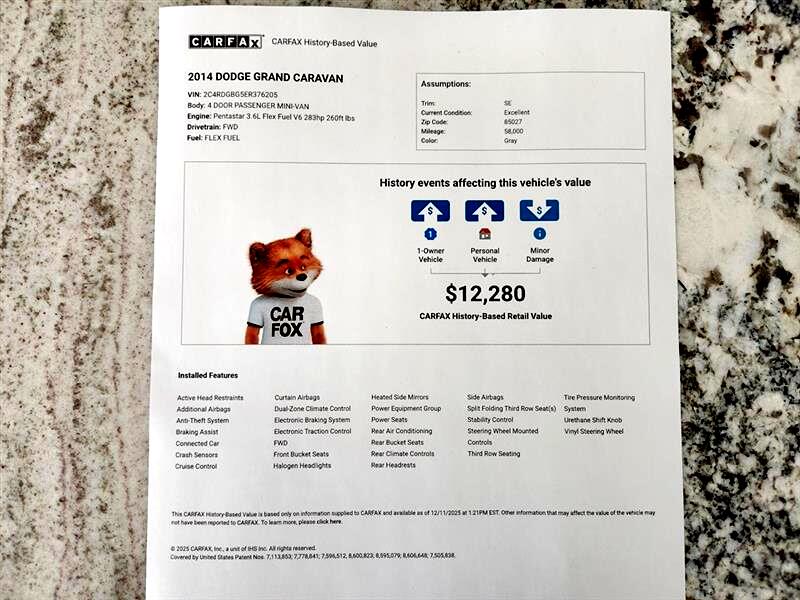 CARFAX CARFAX History-Based Value
2014 DODGE GRAND CARAVAN
VIN: 2C4RDGBG5ER376205
Body: 4 DOOR PASSENGER MINI-VAN
Engine: Pentastar 3.6L Flex Fuel V6 283hp 260ft lbs
Drivetrain: FWD
Fuel: FLEX FUEL
Assumptions:
Trim: SE
Current Condition: Excellent
Zip Code: 85027
Mileage: 58,000
Color: Gray
History events affecting this vehicle's value
$ $ $
1 i
1-Owner Vehicle
Personal Vehicle
Minor Damage
$12,280
CARFAX History-Based Retail Value
CAR
FOX
Installed Features
Active Head Restraints
Additional Airbags
Anti-Theft System
Braking Assist
Connected Car
Crash Sensors
Cruise Control
Curtain Airbags
Dual-Zone Climate Control
Electronic Braking System
Electronic Traction Control
FWD
Front Bucket Seats
Halogen Headlights
Heated Side Mirrors
Power Equipment Group
Power Seats
Rear Air Conditioning
Rear Bucket Seats
Rear Climate Controls
Rear Headrests
Side Airbags
Split Folding Third Row Seat(s)
Stability Control
Steering Wheel Mounted
Controls
Third Row Seating
Tire Pressure Monitoring
System
Urethane Shift Knob
Vinyl Steering Wheel
This CARFAX History-Based Value is based only on information supplied to CARFAX and available as of 12/11/2025 at 1:21PM EST. Other information that may affect the value of the vehicle may
not have been reported to CARFAX. To learn more, please click here.
© 2025 CARFAX, Inc., a unit of IHS Inc. All rights reserved.
Covered by United States Patent Nos. 7,113,853; 7,778,841; 7,596,512, 8,600,823; 8,595,079; 8,606,648; 7,505,838.